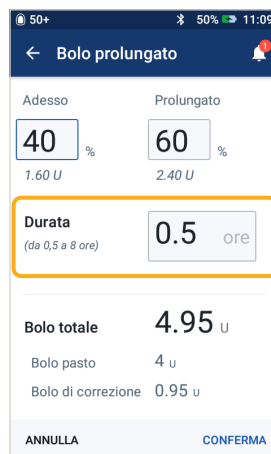 50+ 50% 11:09
← Bolo prolungato 1
Adesso Prolungato
40 % 60 %
1.60 U 2.40 U
Durata 0.5 ore
(da 0,5 a 8 ore)
Bolo totale 4.95 U
Bolo pasto 4 U
Bolo di correzione 0.95 U
ANNULLA CONFERMA